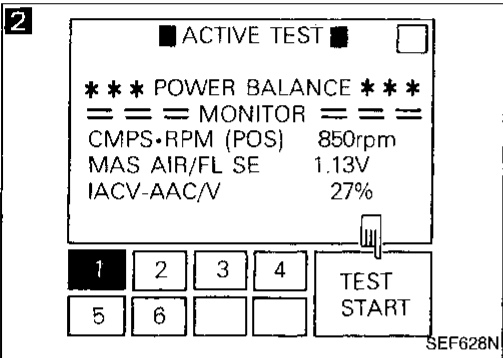 2
■ ACTIVE TEST ■
*** POWER BALANCE ***
=== MONITOR ===
CMPS•RPM (POS) 850rpm
MAS AIR/FL SE 1.13V
IACV-AAC/V 27%
1 2 3 4
5 6
TEST
START
SEF628N